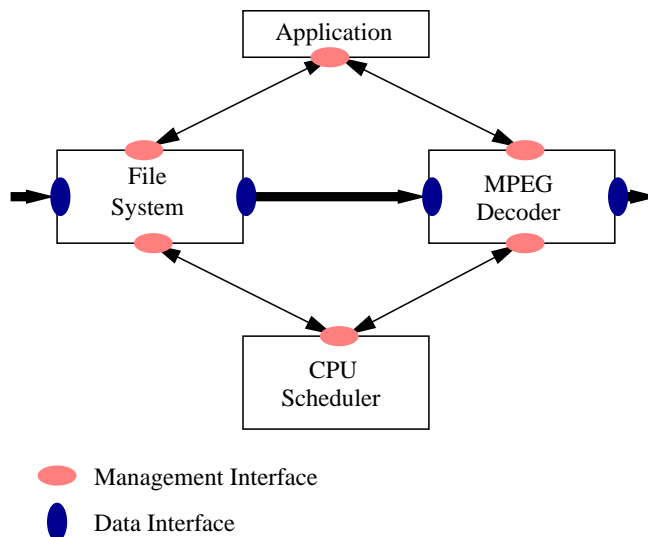 Application
File
System
MPEG
Decoder
CPU
Scheduler
Management Interface
Data Interface